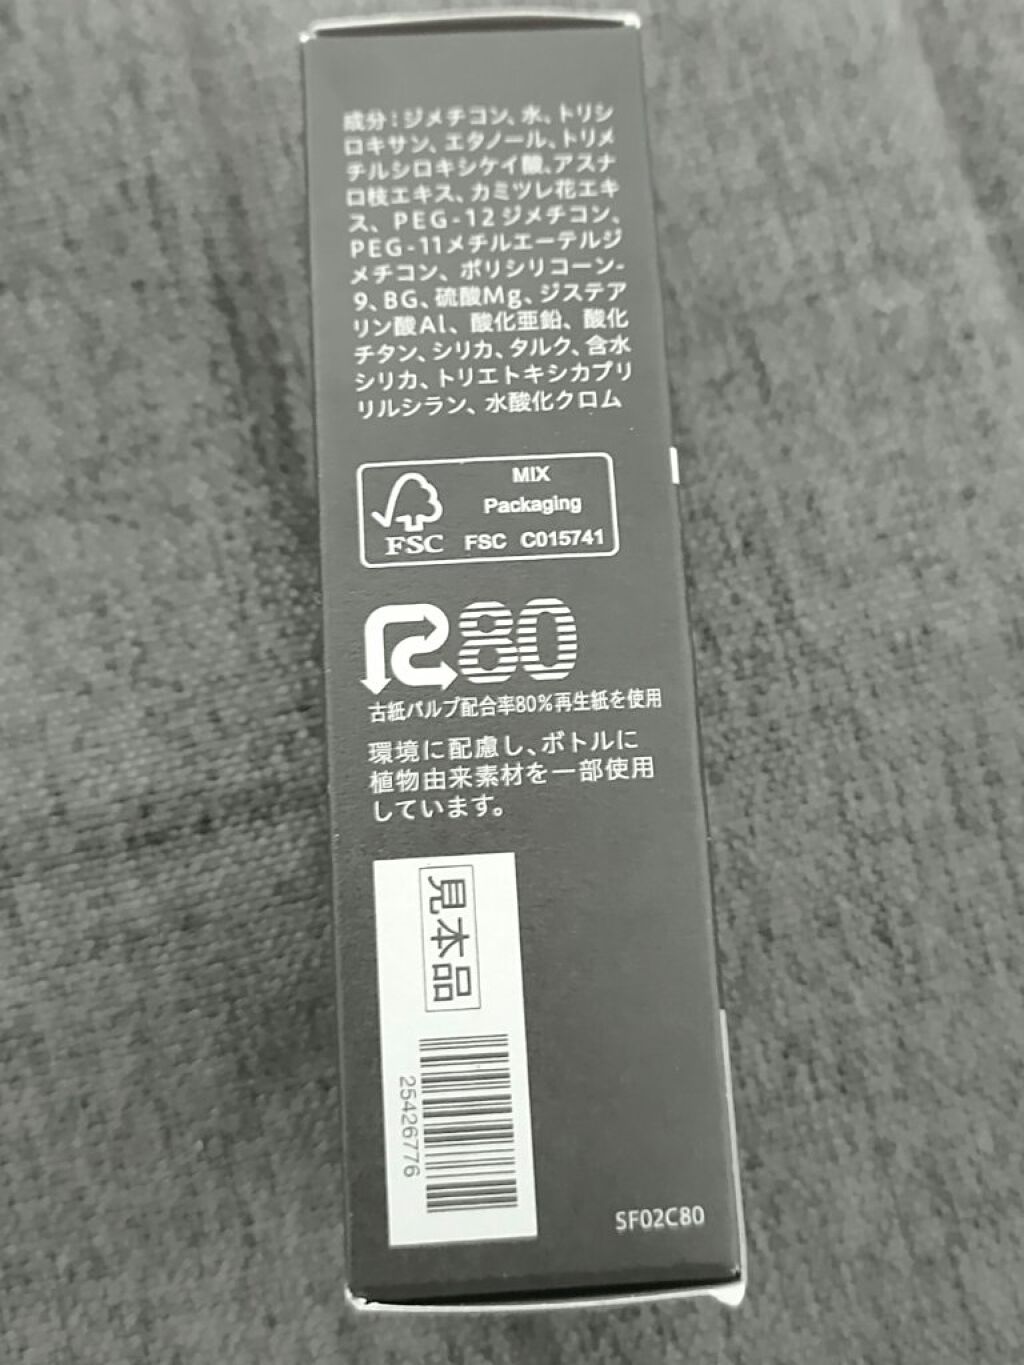 成分：ジメチコン、水、トリシ
ロキサン、エタノール、トリメ
チルシロキシケイ酸、アスナ
ロ枝エキス、カミツレ花エキ
ス、PEG-12ジメチコン、
PEG-11メチルエーテルジ
メチコン、ポリシリコーン-
9、BG、硫酸Mg、ジステア
リン酸Al、酸化亜鉛、酸化
チタン、シリカ、タルク、含水
シリカ、トリエトキシカプリ
リルシラン、水酸化クロム
MIX
Packaging
FSC FSC C015741
R80
古紙パルプ配合率80%再生紙を使用
環境に配慮し、ボトルに
植物由来素材を一部使用
しています。
見本品
25426776
SF02C80